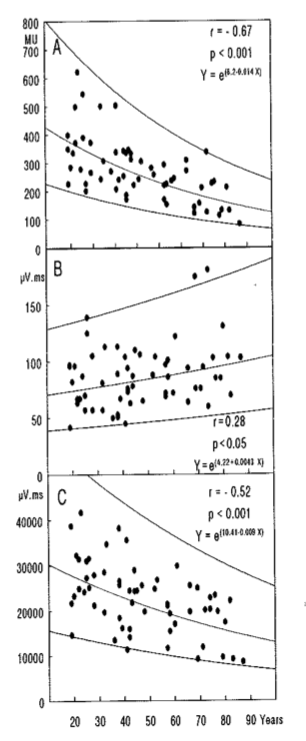 800
MU
A
r = - 0.67
700
p < 0.001
600
Y = e(6.2-0.014 X)
500
400
300
200
100
0
B
µV.ms
150
100
50
r = 0.28
p < 0.05
Y = e(4.22+0.0043 X)
0
C
µV.ms
r = - 0.52
40000
p < 0.001
Y = e(10.41-0.009 X)
30000
20000
10000
0
20 30 40 50 60 70 80 90 Years